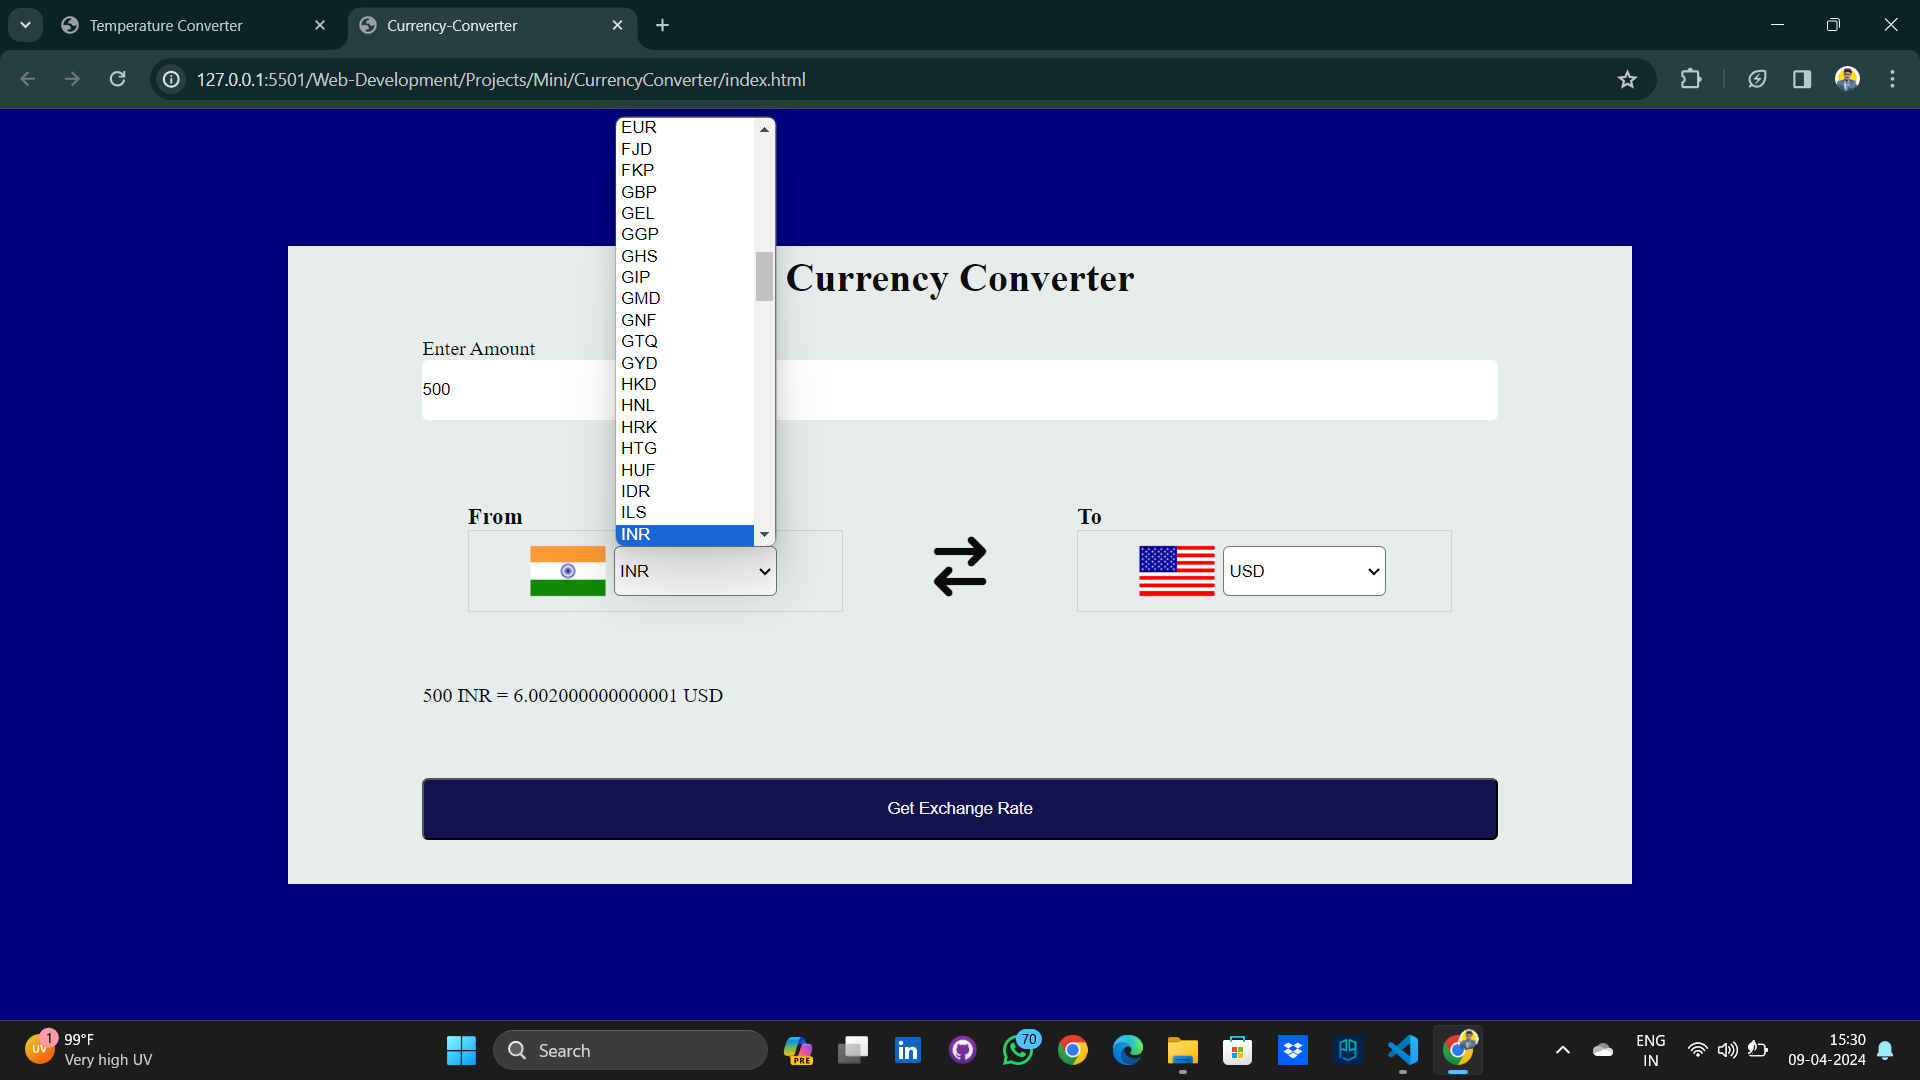 Temperature Converter
Currency-Converter
127.0.0.1:5501/Web-Development/Projects/Mini/CurrencyConverter/index.html
EUR
FJD
FKP
GBP
GEL
GGP
GHS
GIP
GMD
GNF
GTQ
GYD
HKD
HNL
HRK
HTG
HUF
IDR
ILS
INR
Currency Converter
Enter Amount
500
From
To
INR
USD
500 INR = 6.002000000000001 USD
Get Exchange Rate
UV 1
99°F
Very high UV
Search
PRE
in
70
ENG
IN
15:30
09-04-2024